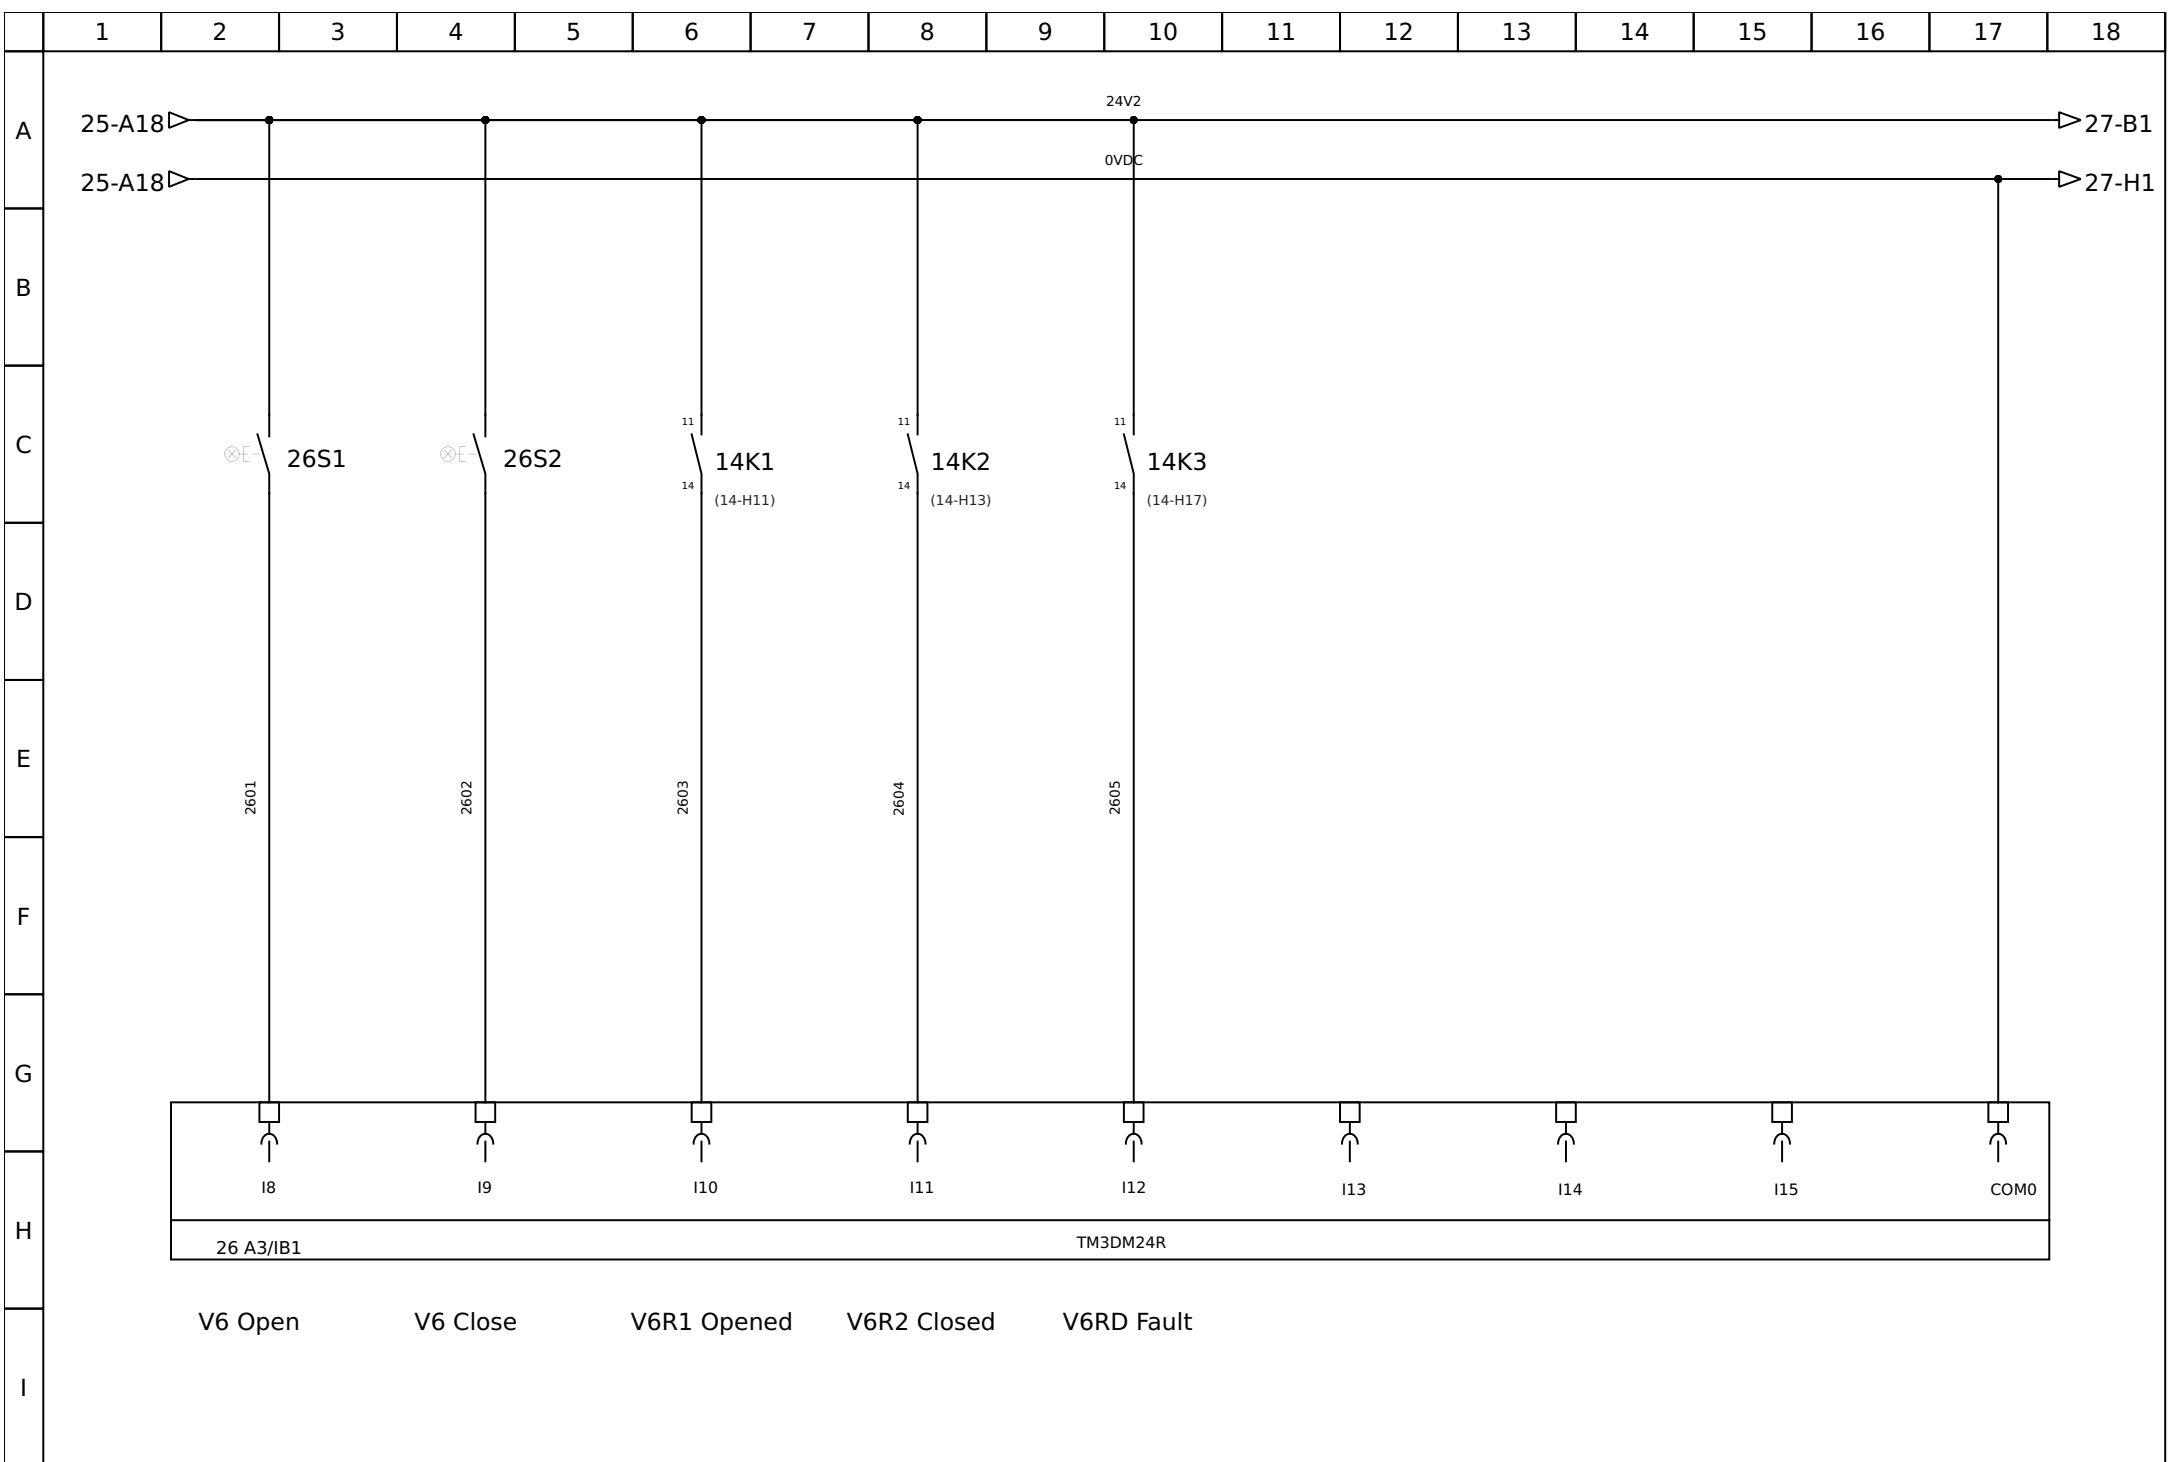 1 2 3 4 5 6 7 8 9 10 11 12 13 14 15 16 17 18
A
24V2
25-A18 27-B1
0VDC
25-A18 27-H1
B
C
11 11 11
26S1 26S2 14K1 14K2 14K3
14 14 14
(14-H11) (14-H13) (14-H17)
D
E
2601 2602 2603 2604 2605
F
G
I8 I9 I10 I11 I12 I13 I14 I15 COM0
H
26 A3/IB1 TM3DM24R
V6 Open V6 Close V6R1 Opened V6R2 Closed V6RD Fault
I